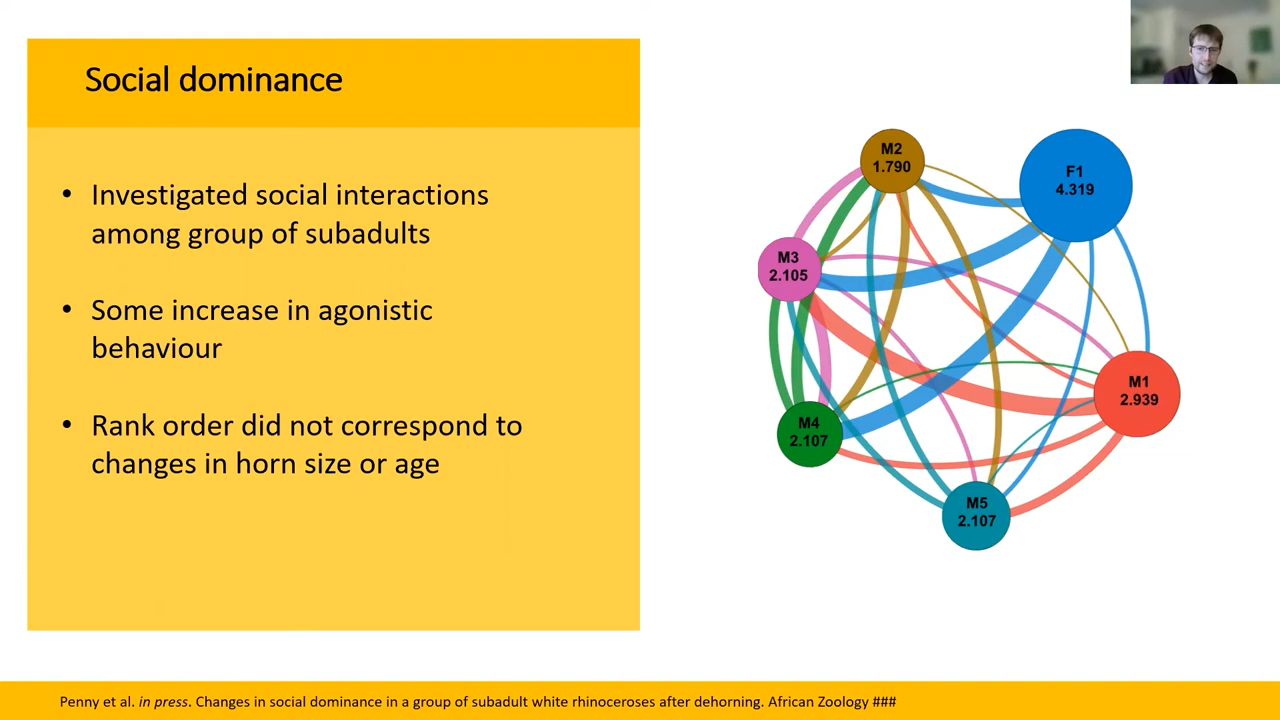 Social dominance
• Investigated social interactions
among group of subadults
• Some increase in agonistic
behaviour
• Rank order did not correspond to
changes in horn size or age
M2
1.790
F1
4.319
M3
2.105
M1
2.939
M4
2.107
M5
2.107
Penny et al. in press. Changes in social dominance in a group of subadult white rhinoceroses after dehorning. African Zoology ###